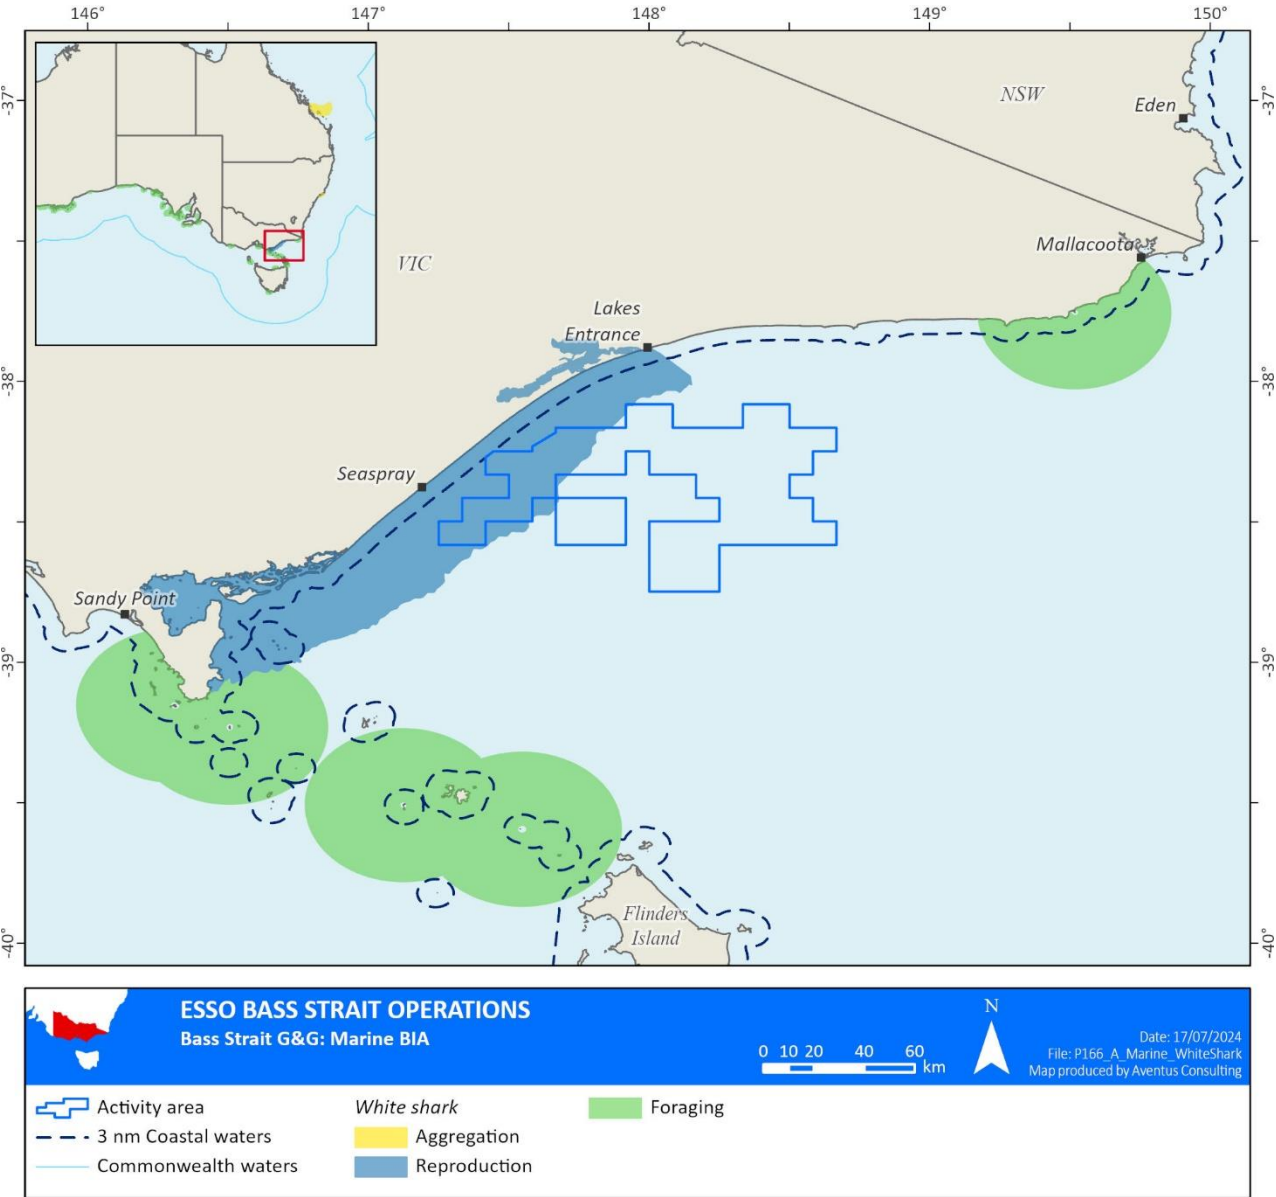 146°
147°
148°
149°
150°
-37°
-37°
NSW
Eden
Mallacoota
VIC
Lakes
Entrance
-38°
-38°
Seaspray
Sandy Point
-39°
-39°
Flinders
Island
-40°
-40°
ESSO BASS STRAIT OPERATIONS
Bass Strait G&G: Marine BIA
N
0 10 20 40 60
km
Date: 17/07/2024
File: P166_A_Marine_WhiteShark
Map produced by Aventus Consulting
Activity area
3 nm Coastal waters
Commonwealth waters
White shark
Aggregation
Reproduction
Foraging